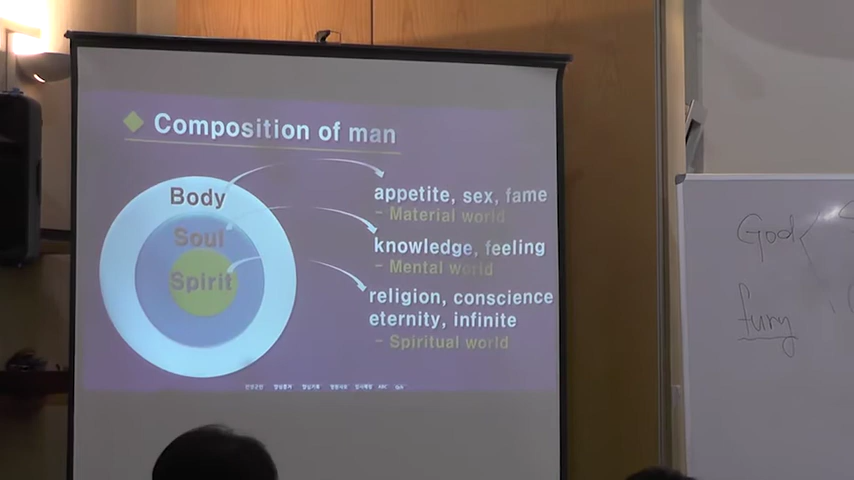 Composition of man
Body
appetite, sex, fame
- Material world
Soul
knowledge, feeling
- Mental world
Spirit
religion, conscience
eternity, infinite
- Spiritual world
God
fury